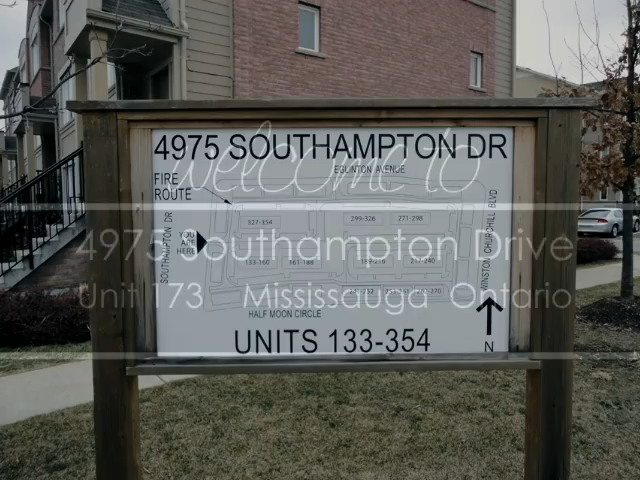 4975 SOUTHAMPTON DR
welcome to
EGLINTON AVENUE
FIRE
ROUTE
327-354
299-326
271-298
SOUTHAMPTON DR
YOU
ARE
HERE
WINSTON CHURCHILL BLVD
4975 Southampton Drive
133-160
161-188
189-216
217-240
Unit 173 Mississauga Ontario
HALF MOON CIRCLE
UNITS 133-354
N